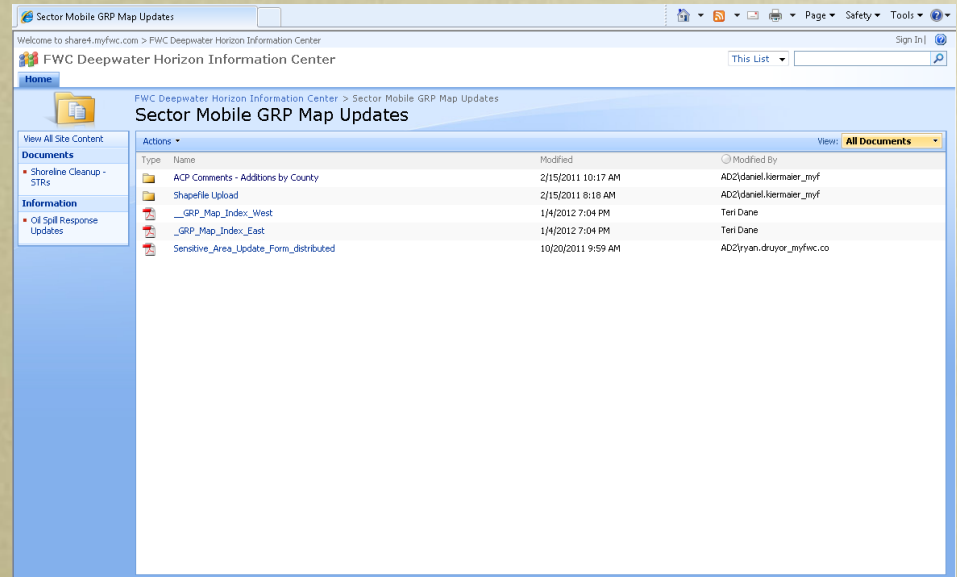 Sector Mobile GRP Map Updates
Page Safety Tools
Welcome to share4.myfwc.com > FWC Deepwater Horizon Information Center
Sign In |
FWC Deepwater Horizon Information Center
This List
Home
FWC Deepwater Horizon Information Center > Sector Mobile GRP Map Updates
Sector Mobile GRP Map Updates
View All Site Content
Documents
Shoreline Cleanup -
STRs
Information
Oil Spill Response
Updates
Actions
View: All Documents
Type Name Modified Modified By
ACP Comments - Additions by County 2/15/2011 10:17 AM AD2\daniel.kiermaier_myf
Shapefile Upload 2/15/2011 8:18 AM AD2\daniel.kiermaier_myf
__GRP_Map_Index_West 1/4/2012 7:04 PM Teri Dane
_GRP_Map_Index_East 1/4/2012 7:04 PM Teri Dane
Sensitive_Area_Update_Form_distributed 10/20/2011 9:59 AM AD2\ryan.druyor_myfwc.co